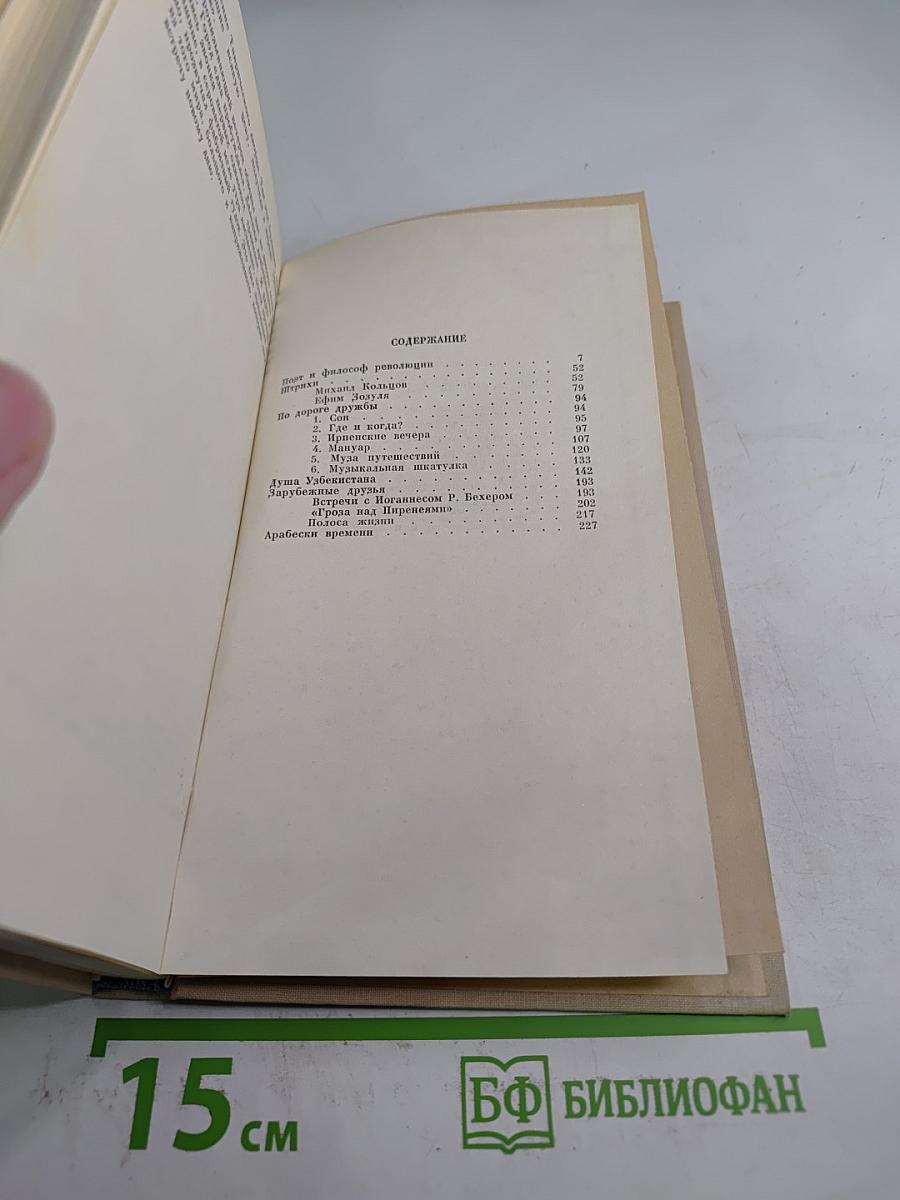 СОДЕРЖАНИЕ
Поэт и философ революции . . . . . . . . 7
Штрихи . . . . . . . . . . . . . . 52
Михаил Кольцов . . . . . . . . . . 52
Ефим Зозуля . . . . . . . . . . . 79
По дороге дружбы . . . . . . . . . . . 94
1. Сон . . . . . . . . . . . . . 94
2. Где и когда? . . . . . . . . . . 95
3. Ирпенские вечера . . . . . . . . 97
4. Мануар . . . . . . . . . . . . 107
5. Муза путешествий . . . . . . . . 120
6. Музыкальная шкатулка . . . . . . 133
Душа Узбекистана . . . . . . . . . . . 142
Зарубежные друзья . . . . . . . . . . . 193
Встречи с Иоганнесом Р. Бехером . . . . 193
«Гроза над Пиренеями» . . . . . . . 202
Полоса жизни . . . . . . . . . . . 217
Арабески времени . . . . . . . . . . . 227
15 см
БФ БИБЛИОФАН